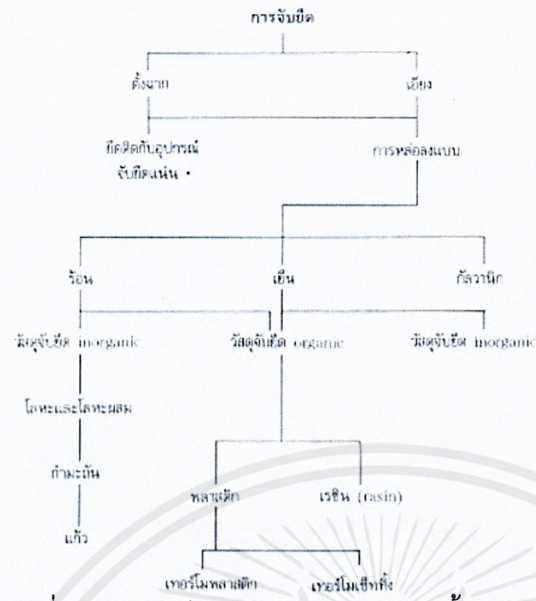 การจับยึด
ตั้งฉาก
เอียง
ยึดติดกับอุปกรณ์
จับยึดแน่น •
การหล่อลงแบบ
ร้อน
เย็น
กัลวานิก
วัสดุจับยึด inorganic
วัสดุจับยึด organic
วัสดุจับยึด inorganic
โลหะและโลหะผสม
กำมะถัน
พลาสติก
เรซิน (rasin)
แก้ว
เทอร์โมพลาสติก
เทอร์โมเซ็ทติ้ง